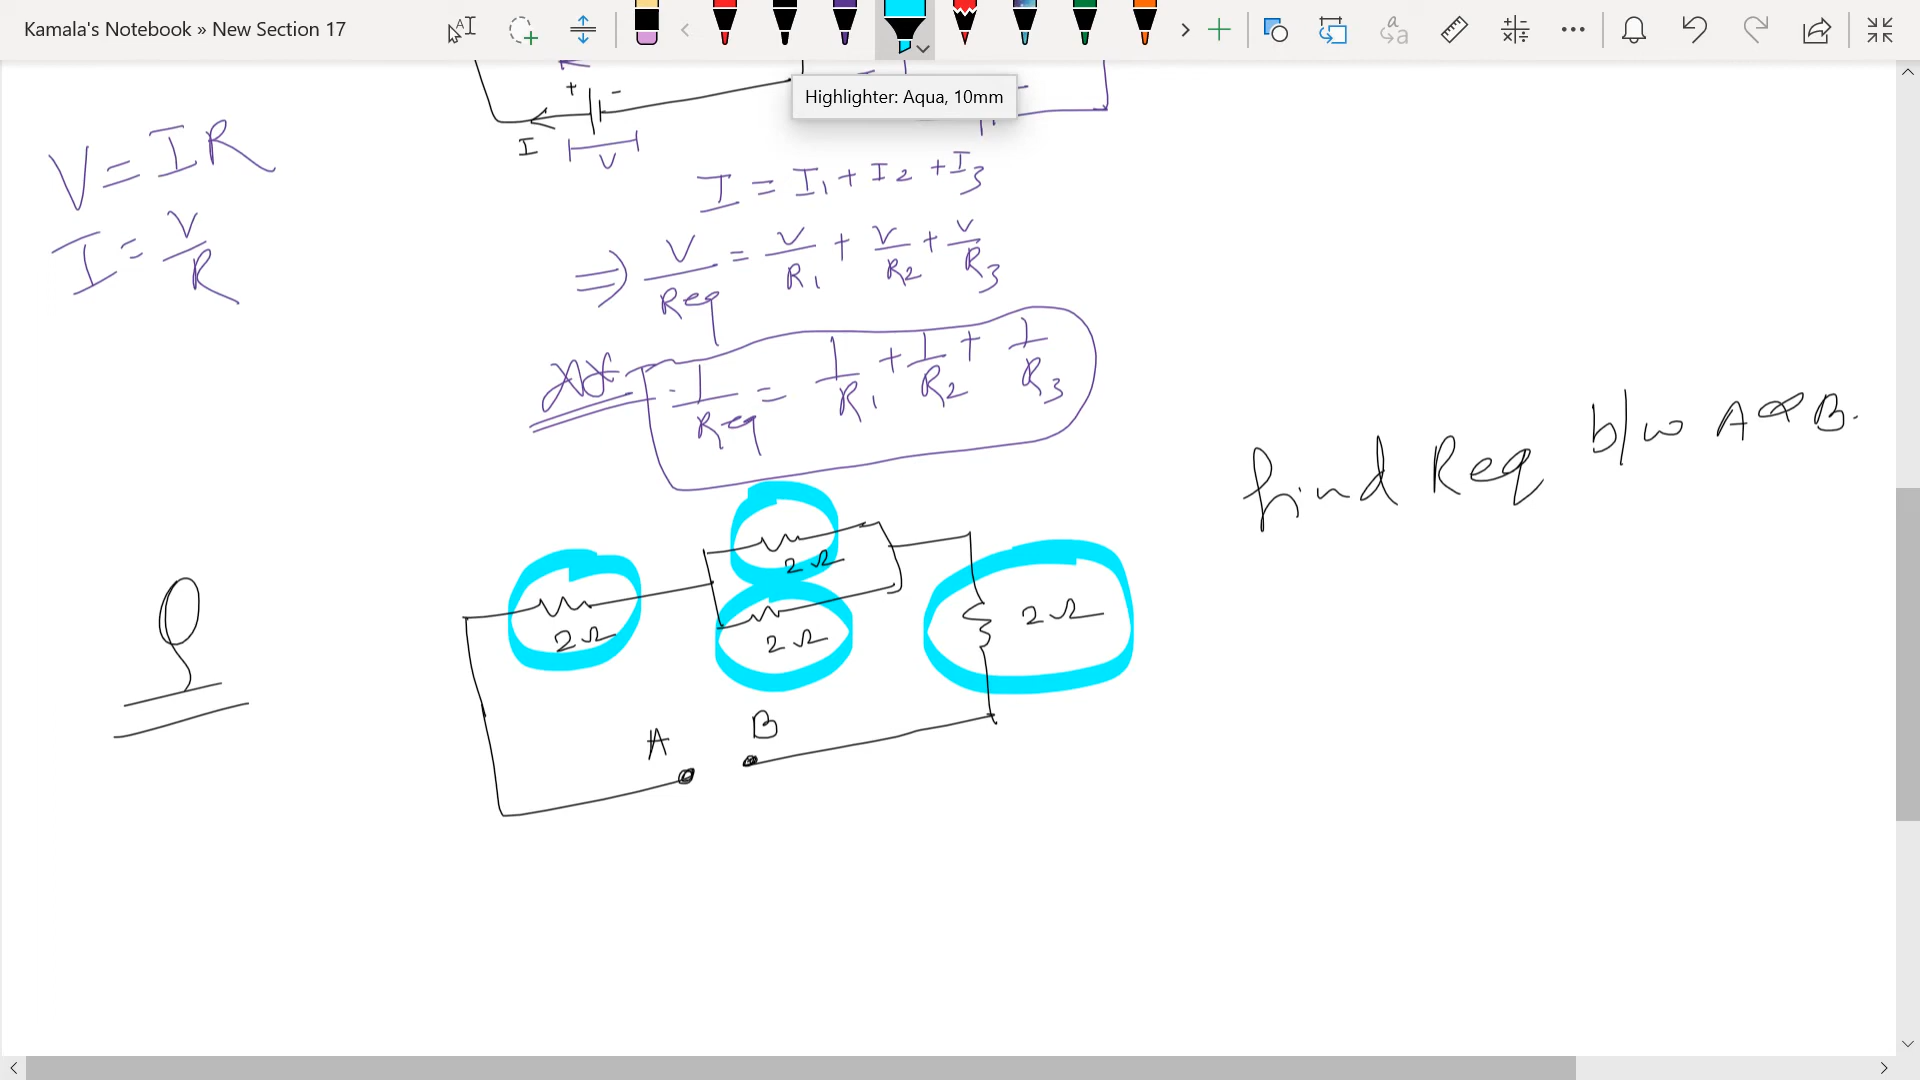 Kamala's Notebook » New Section 17
Highlighter: Aqua, 10mm
+ -
I
V
V = IR
I = V/R
I = I1 + I2 + I3
⇒ V/Req = V/R1 + V/R2 + V/R3
1/Req = 1/R1 + 1/R2 + 1/R3
find Req b/w A & B.
Q
2Ω
2Ω
2Ω
2Ω
A
B